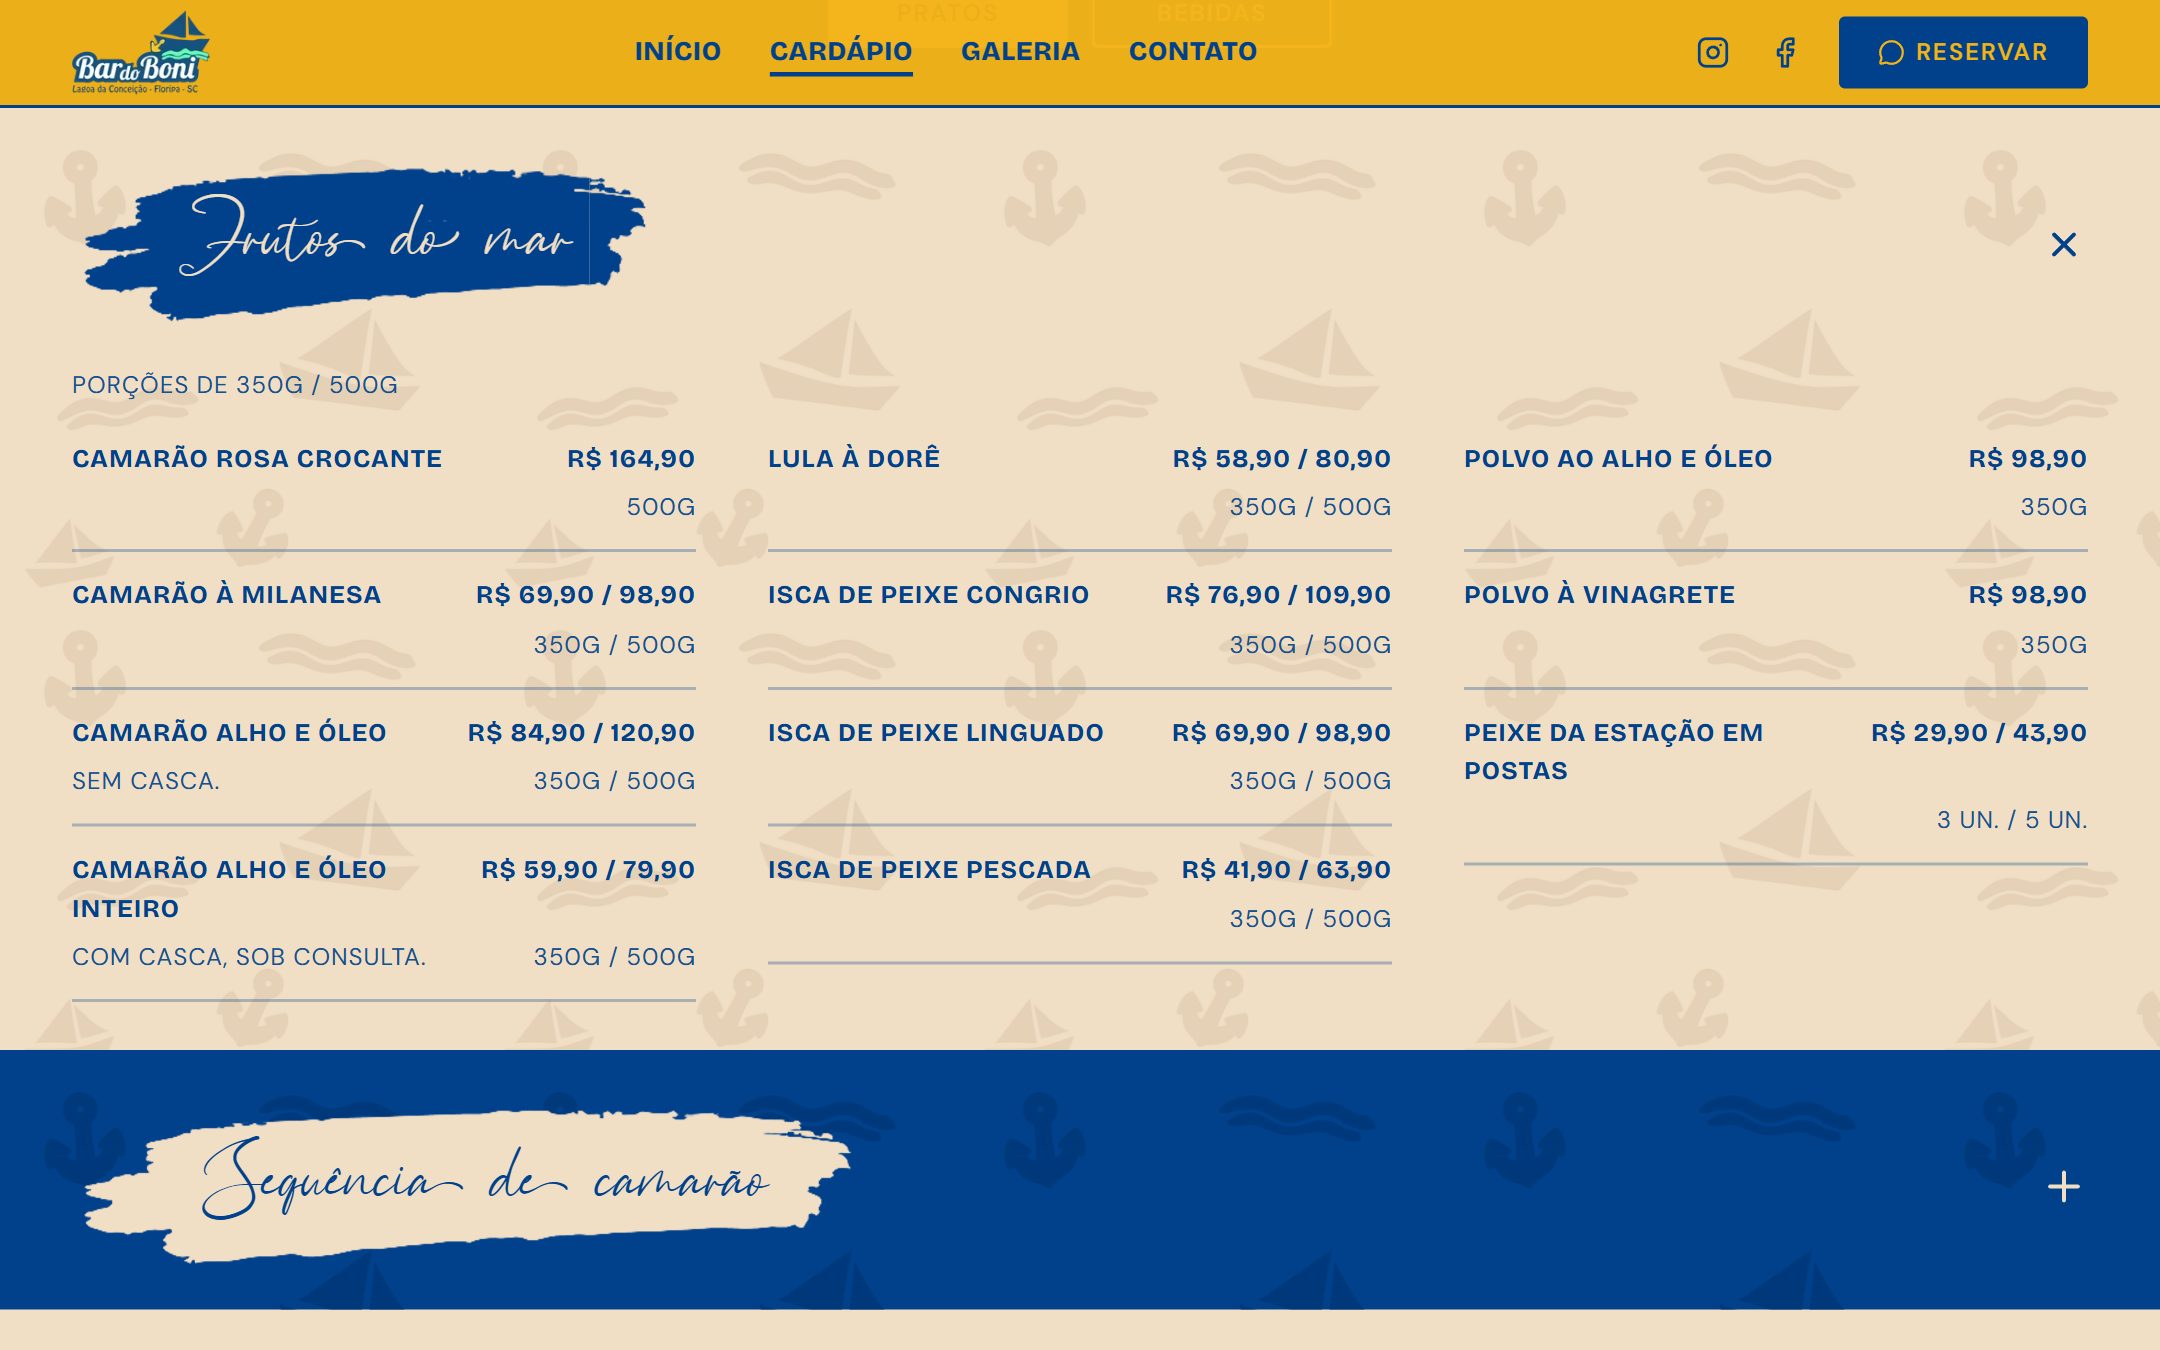 PRATOS
BEBIDAS
Bar do Boni
Lagoa da Conceição - Floripa - SC
INÍCIO
CARDÁPIO
GALERIA
CONTATO
RESERVAR
Frutos do mar
PORÇÕES DE 350G / 500G
CAMARÃO ROSA CROCANTE R$ 164,90
500G
CAMARÃO À MILANESA R$ 69,90 / 98,90
350G / 500G
CAMARÃO ALHO E ÓLEO R$ 84,90 / 120,90
SEM CASCA. 350G / 500G
CAMARÃO ALHO E ÓLEO R$ 59,90 / 79,90
INTEIRO
COM CASCA, SOB CONSULTA. 350G / 500G
LULA À DORÊ R$ 58,90 / 80,90
350G / 500G
ISCA DE PEIXE CONGRIO R$ 76,90 / 109,90
350G / 500G
ISCA DE PEIXE LINGUADO R$ 69,90 / 98,90
350G / 500G
ISCA DE PEIXE PESCADA R$ 41,90 / 63,90
350G / 500G
POLVO AO ALHO E ÓLEO R$ 98,90
350G
POLVO À VINAGRETE R$ 98,90
350G
PEIXE DA ESTAÇÃO EM R$ 29,90 / 43,90
POSTAS
3 UN. / 5 UN.
Sequência de camarão